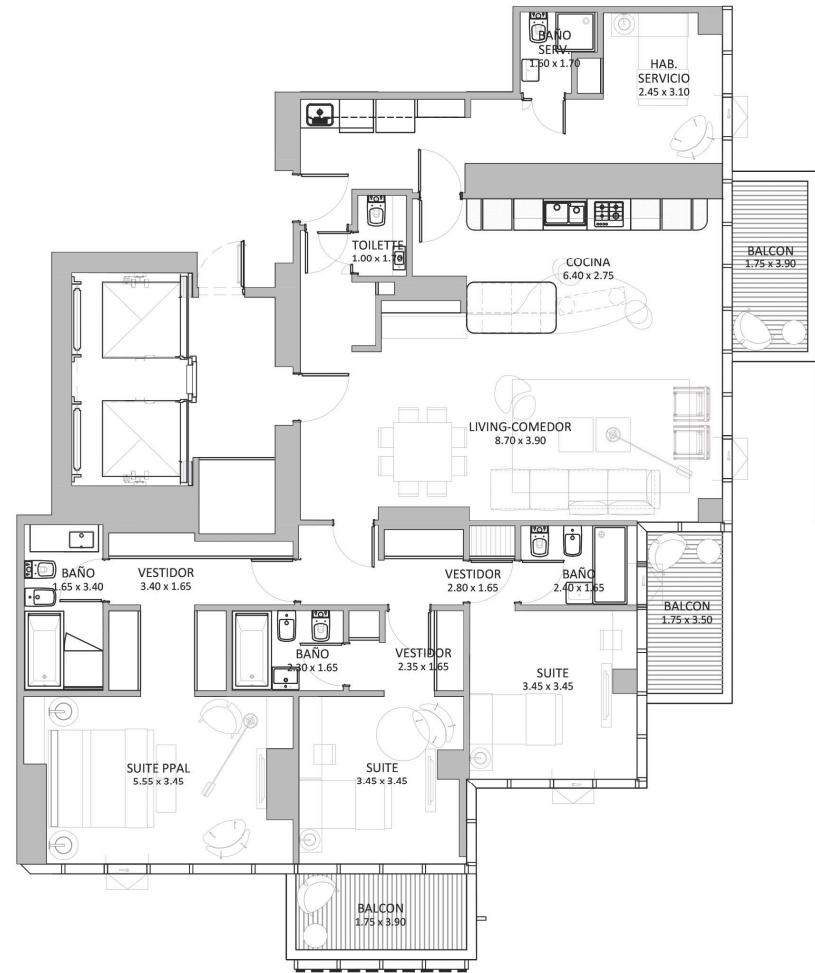 BAÑO
SERV.
1.60 x 1.70
HAB.
SERVICIO
2.45 x 3.10
TOILETTE
1.00 x 1.70
COCINA
6.40 x 2.75
BALCON
1.75 x 3.90
LIVING-COMEDOR
8.70 x 3.90
BAÑO
1.65 x 3.40
VESTIDOR
3.40 x 1.65
VESTIDOR
2.80 x 1.65
BAÑO
2.40 x 1.65
BALCON
1.75 x 3.50
BAÑO
2.30 x 1.65
VESTIDOR
2.35 x 1.65
SUITE
3.45 x 3.45
SUITE PPAL
5.55 x 3.45
SUITE
3.45 x 3.45
BALCON
1.75 x 3.90